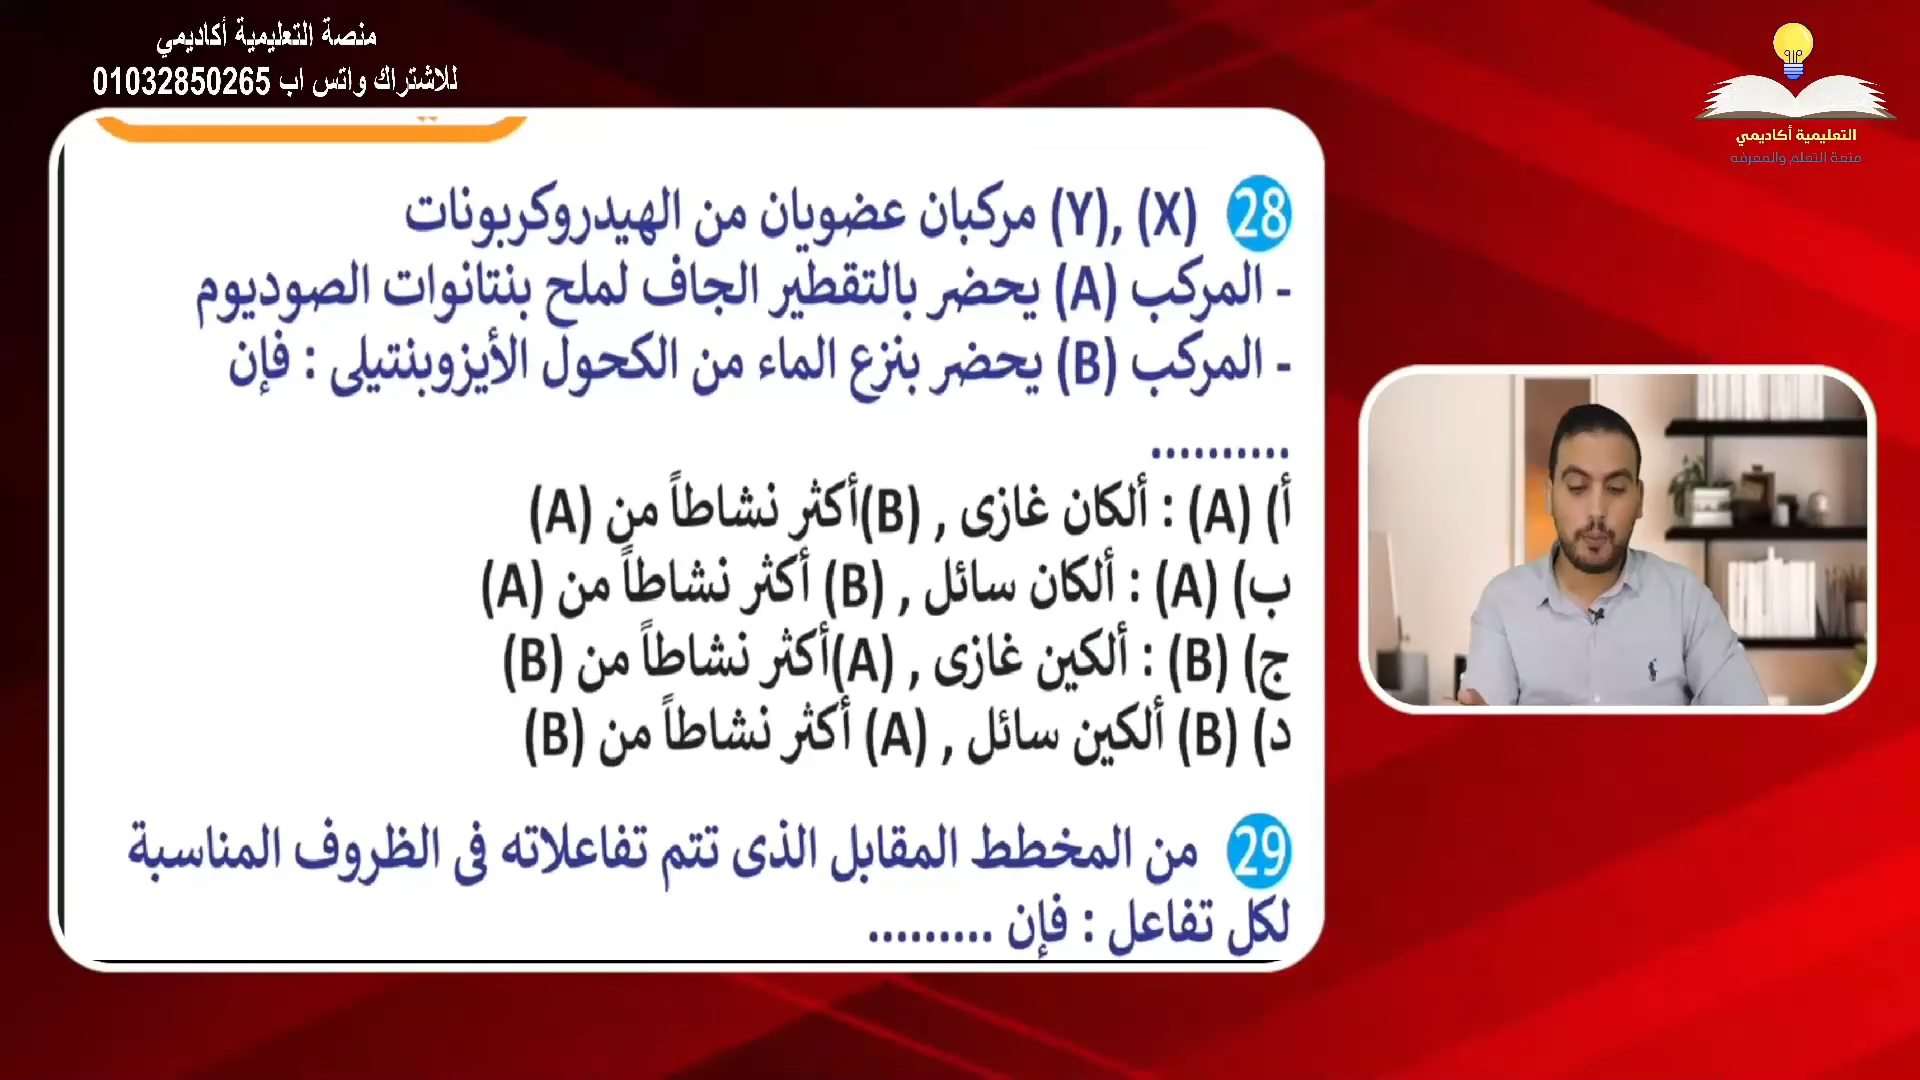 منصة التعليمية أكاديمي
للاشتراك واتس اب 01032850265
التعليمية أكاديمي
متعة التعلم والمعرفه
28 (X) ,(Y) مركبان عضويان من الهيدروكربونات
- المركب (A) يحضر بالتقطير الجاف لملح بنتانوات الصوديوم
- المركب (B) يحضر بنزع الماء من الكحول الأيزوبنتيلى : فإن
..........
أ) (A) : ألكان غازى , (B)أكثر نشاطاً من (A)
ب) (A) : ألكان سائل , (B) أكثر نشاطاً من (A)
ج) (B) : ألكين غازى , (A)أكثر نشاطاً من (B)
د) (B) ألكين سائل , (A) أكثر نشاطاً من (B)
29 من المخطط المقابل الذى تتم تفاعلاته فى الظروف المناسبة
لكل تفاعل : فإن .........